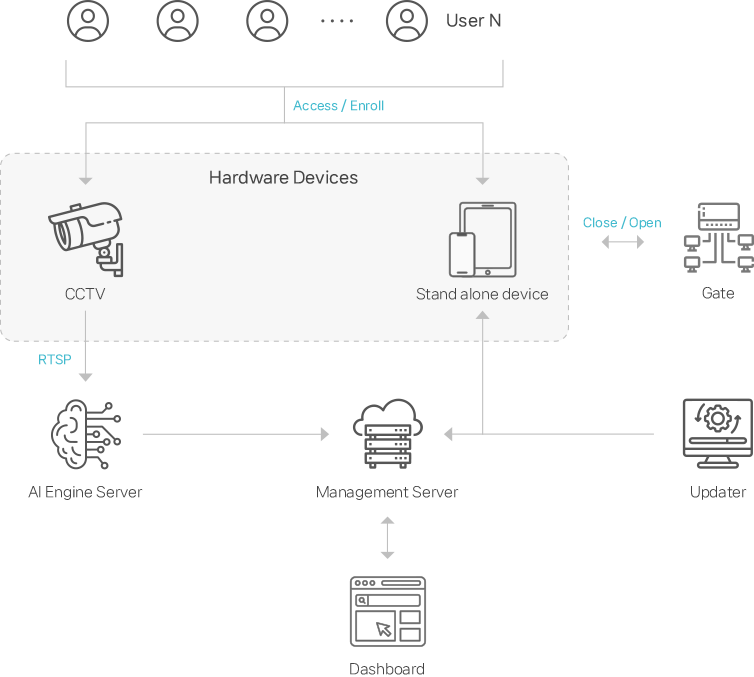 User N
Access / Enroll
Hardware Devices
Close / Open
CCTV
Stand alone device
Gate
RTSP
AI Engine Server
Management Server
Updater
Dashboard